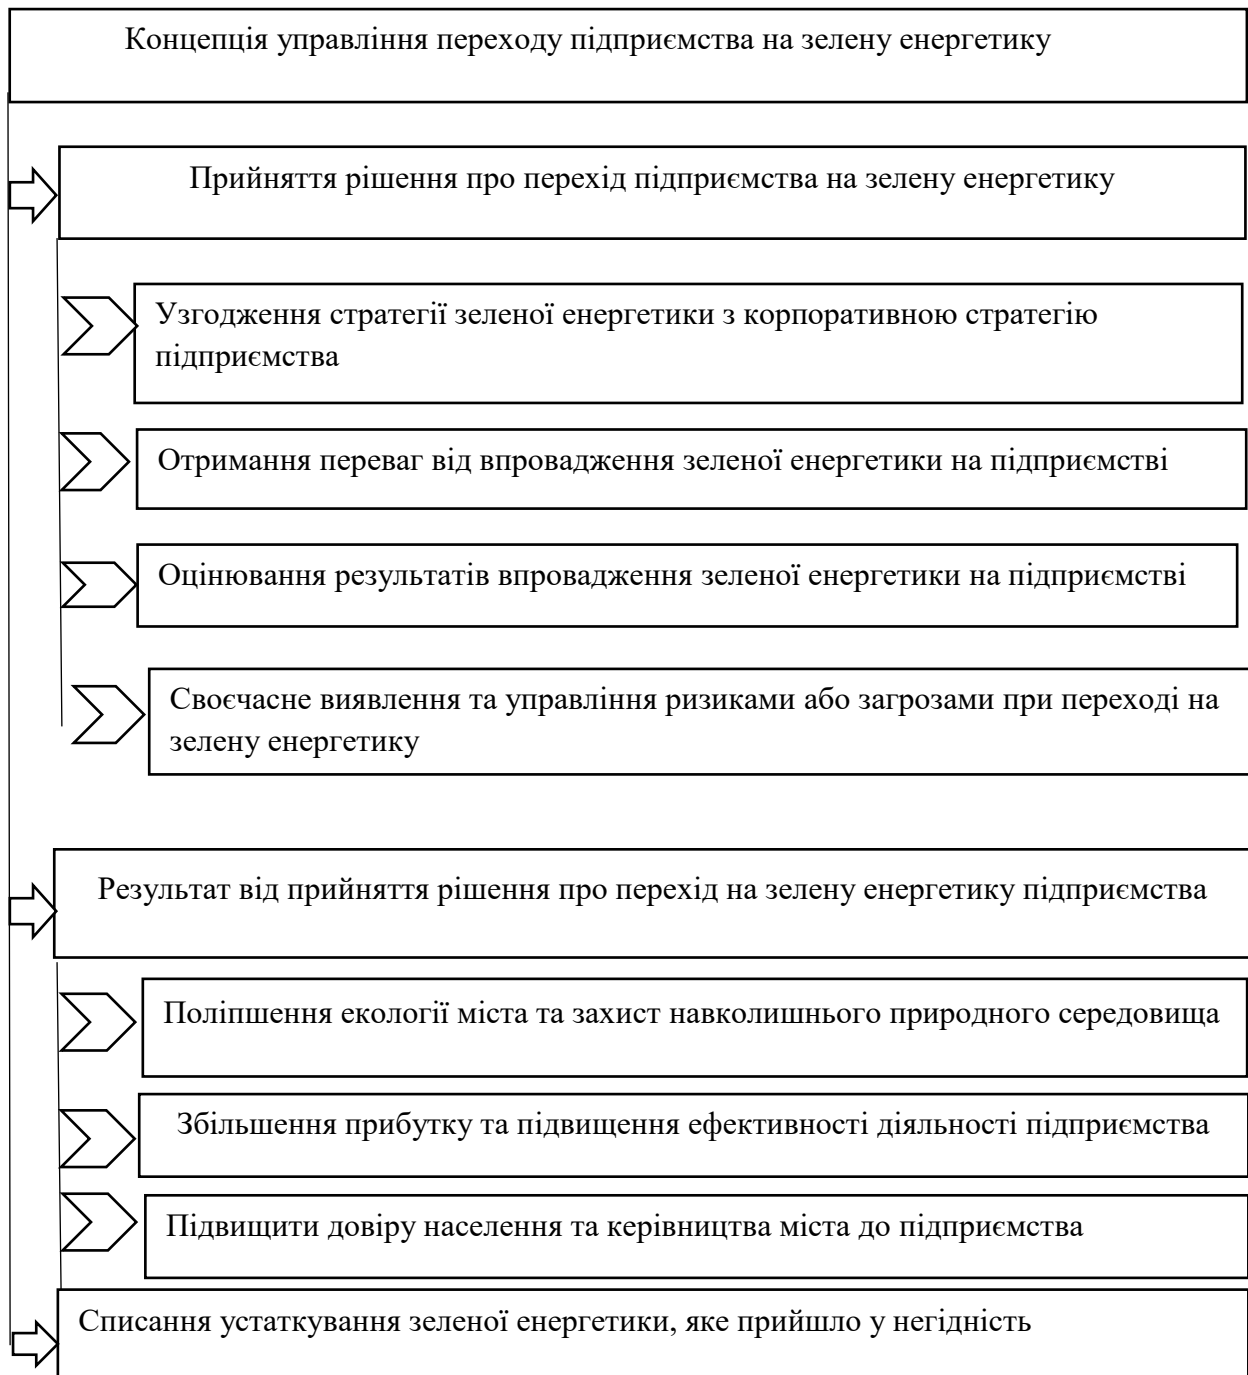 Концепція управління переходу підприємства на зелену енергетику
Прийняття рішення про перехід підприємства на зелену енергетику
Узгодження стратегії зеленої енергетики з корпоративною стратегію
підприємства
Отримання переваг від впровадження зеленої енергетики на підприємстві
Оцінювання результатів впровадження зеленої енергетики на підприємстві
Своєчасне виявлення та управління ризиками або загрозами при переході на
зелену енергетику
Результат від прийняття рішення про перехід на зелену енергетику підприємства
Поліпшення екології міста та захист навколишнього природного середовища
Збільшення прибутку та підвищення ефективності діяльності підприємства
Підвищити довіру населення та керівництва міста до підприємства
Списання устаткування зеленої енергетики, яке прийшло у негідність